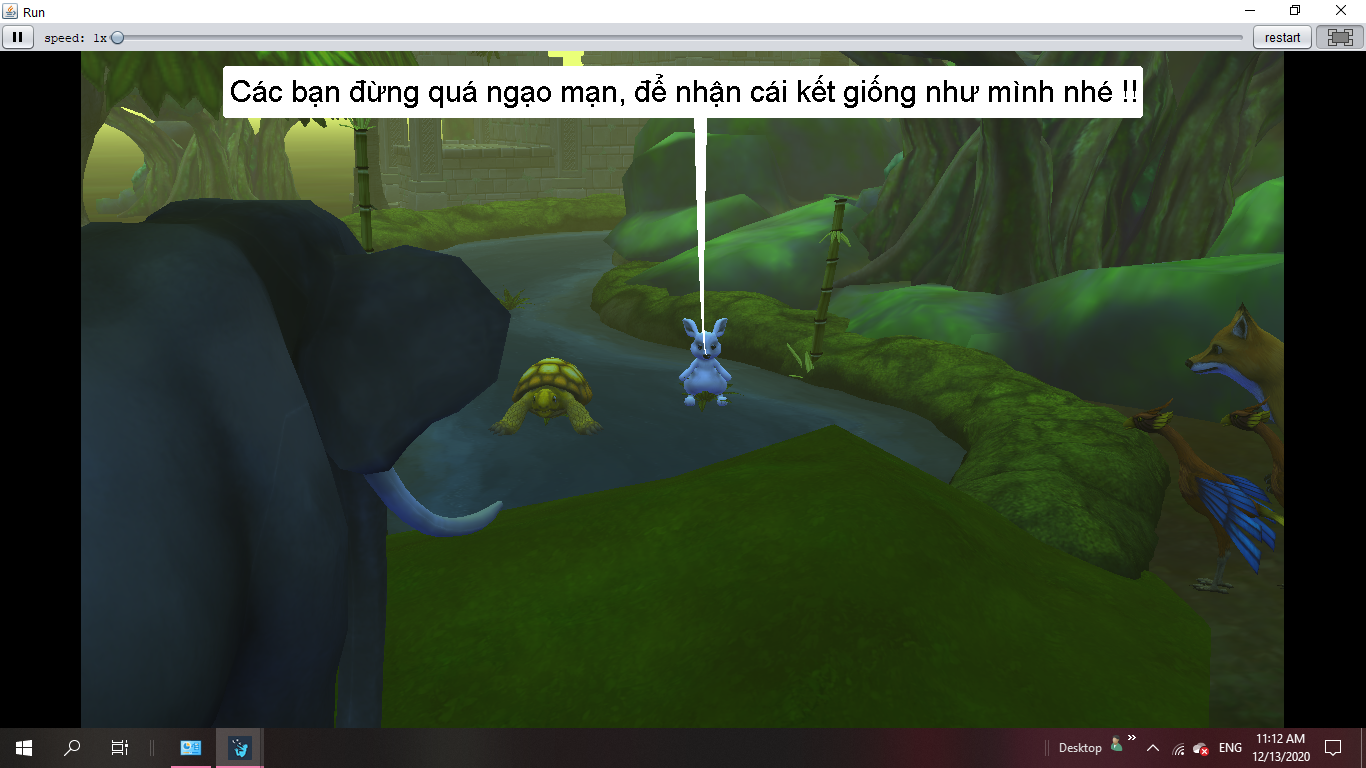 Run
speed: 1x
restart
Các bạn đừng quá ngạo mạn, để nhận cái kết giống như mình nhé !!
Desktop
ENG
11:12 AM
12/13/2020